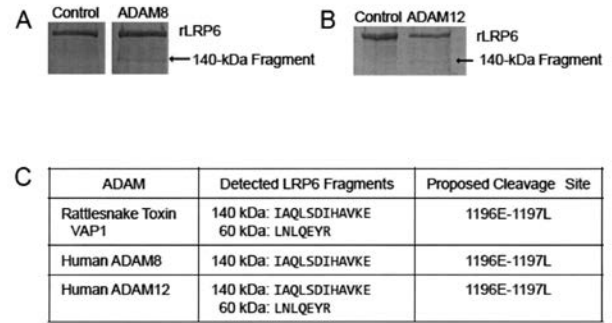 A
Control ADAM8
rLRP6
140-kDa Fragment
B
Control ADAM12
rLRP6
140-kDa Fragment
C
ADAM Detected LRP6 Fragments Proposed Cleavage Site
Rattlesnake Toxin 140 kDa: IAQLSDIHAVKE 1196E-1197L
VAP1 60 kDa: LNLQEYR
Human ADAM8 140 kDa: IAQLSDIHAVKE 1196E-1197L
Human ADAM12 140 kDa: IAQLSDIHAVKE 1196E-1197L
60 kDa: LNLQEYR